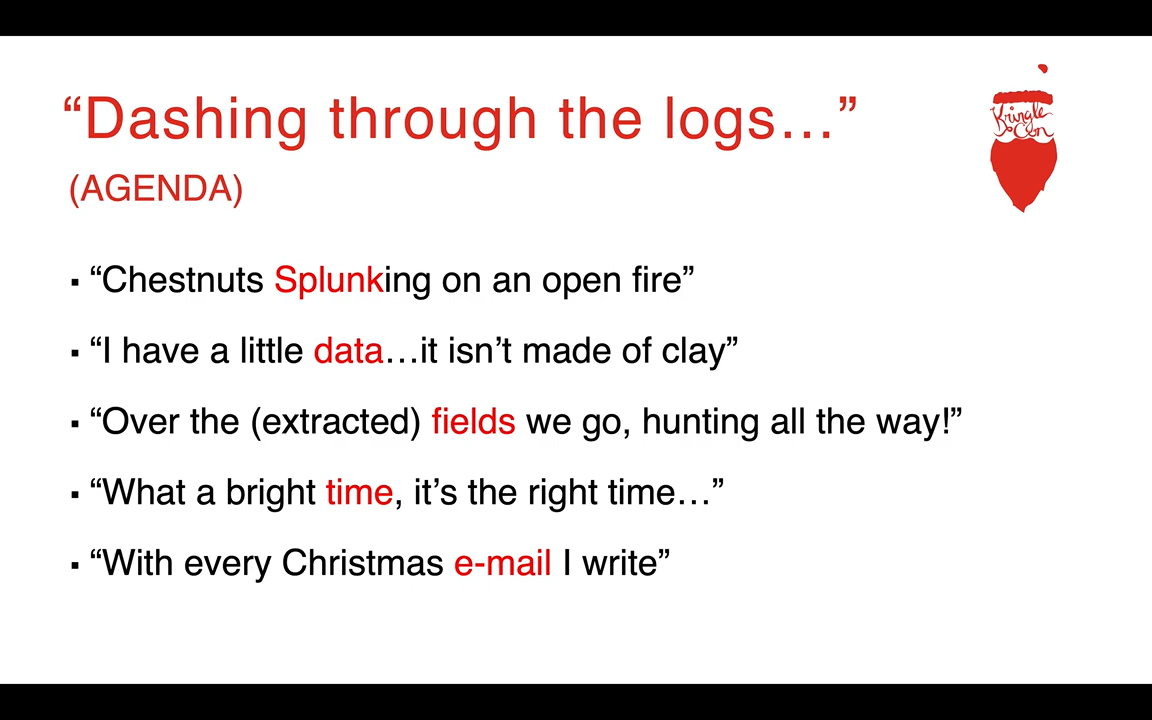 “Dashing through the logs…”
Kringle
Con
(AGENDA)
▪ “Chestnuts Splunking on an open fire”
▪ “I have a little data…it isn’t made of clay”
▪ “Over the (extracted) fields we go, hunting all the way!”
▪ “What a bright time, it’s the right time…”
▪ “With every Christmas e-mail I write”